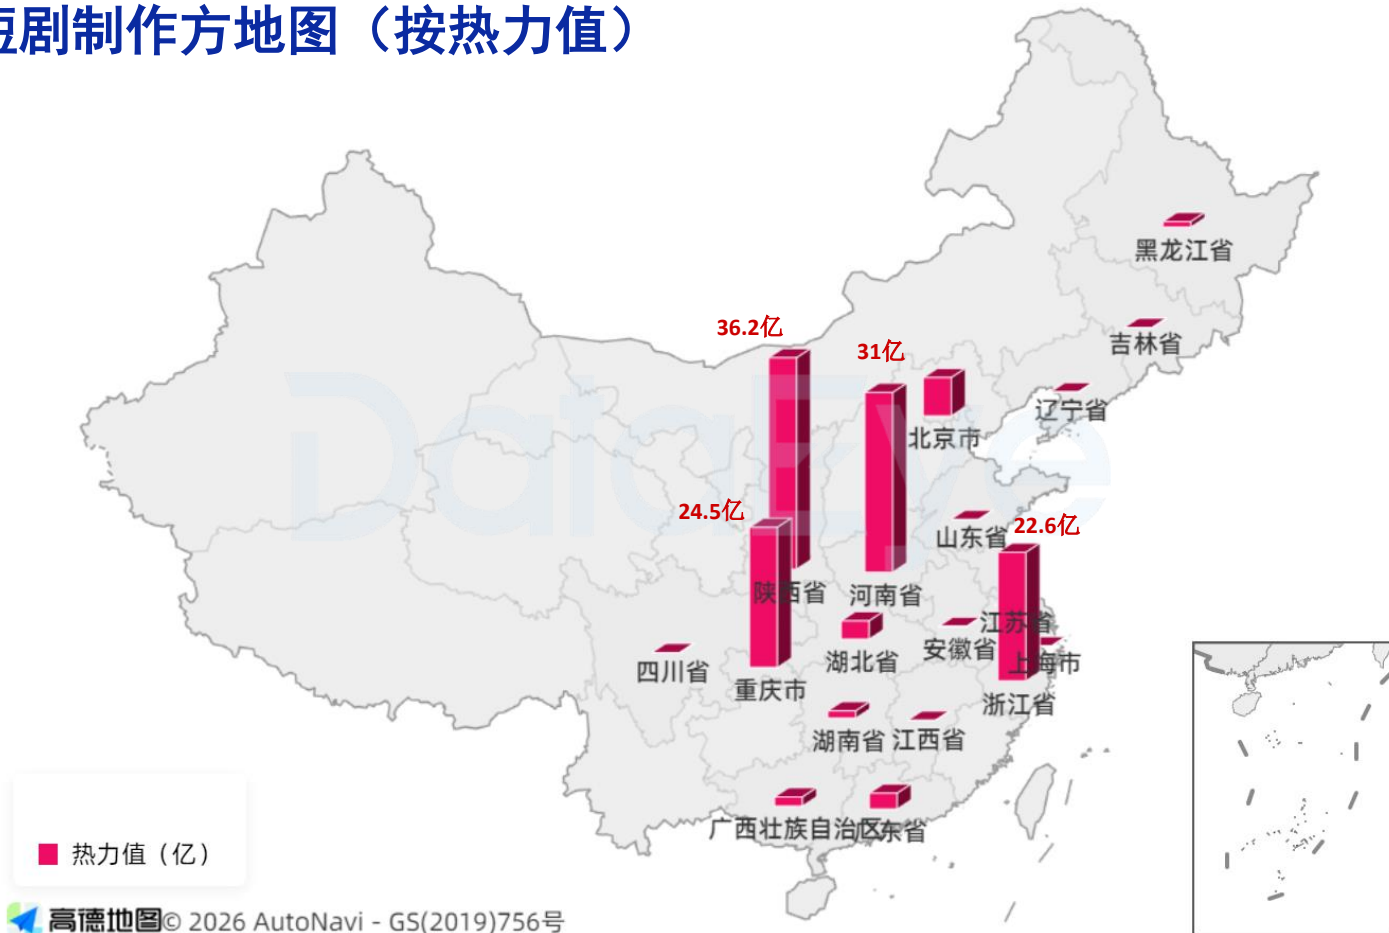 短剧制作方地图（按热力值）
黑龙江省
吉林省
36.2亿
31亿
辽宁省
北京市
DataEye
24.5亿
山东省
22.6亿
陕西省
河南省
江苏省
安徽省
湖北省
上海市
四川省
重庆市
浙江省
湖南省
江西省
广西壮族自治区
广东省
热力值（亿）
高德地图© 2026 AutoNavi - GS(2019)756号